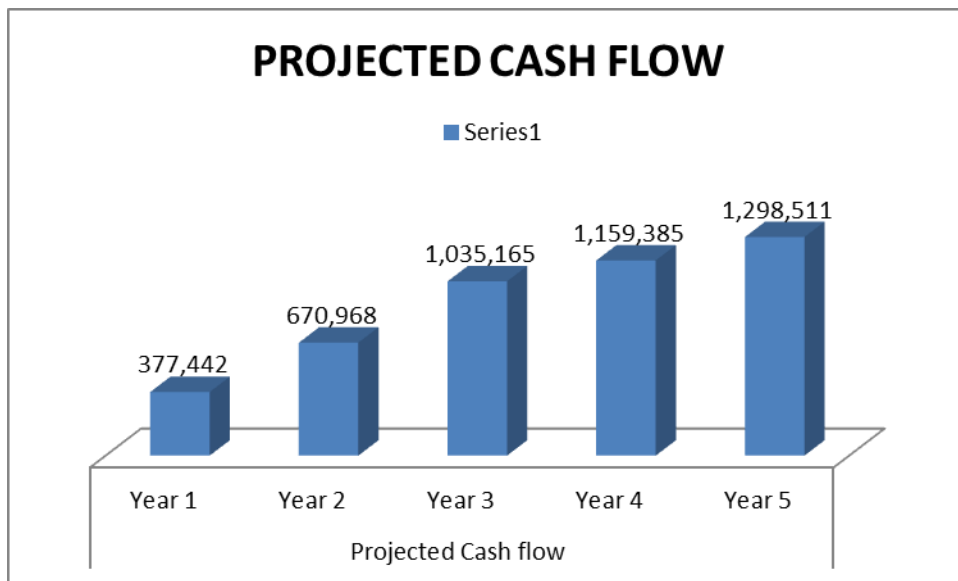 PROJECTED CASH FLOW
Series1
1,298,511
1,159,385
1,035,165
670,968
377,442
Year 1 Year 2 Year 3 Year 4 Year 5
Projected Cash flow